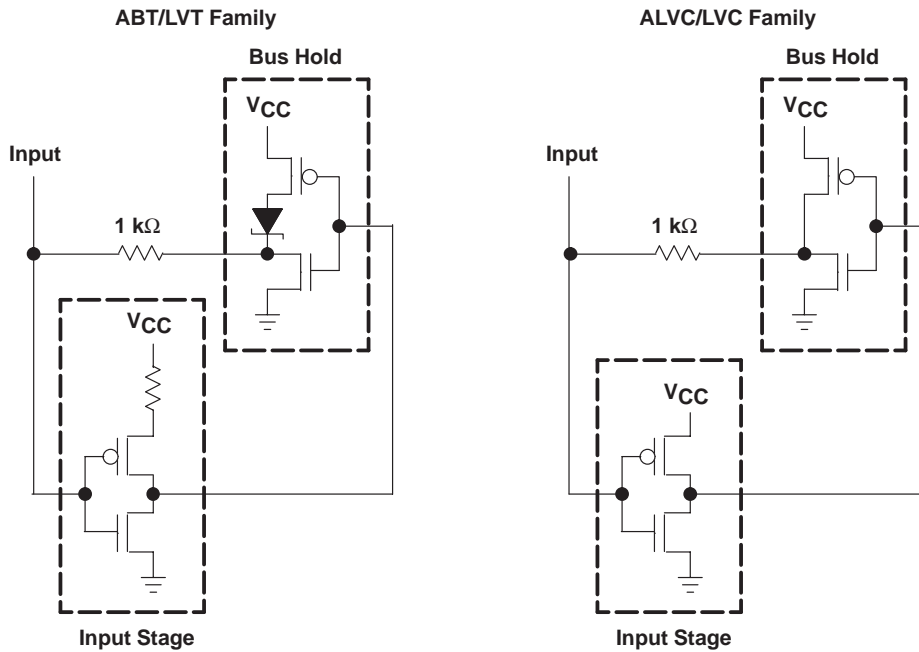 ABT/LVT Family
Bus Hold
VCC
Input
1 kΩ
VCC
Input Stage
ALVC/LVC Family
Bus Hold
VCC
Input
1 kΩ
VCC
Input Stage